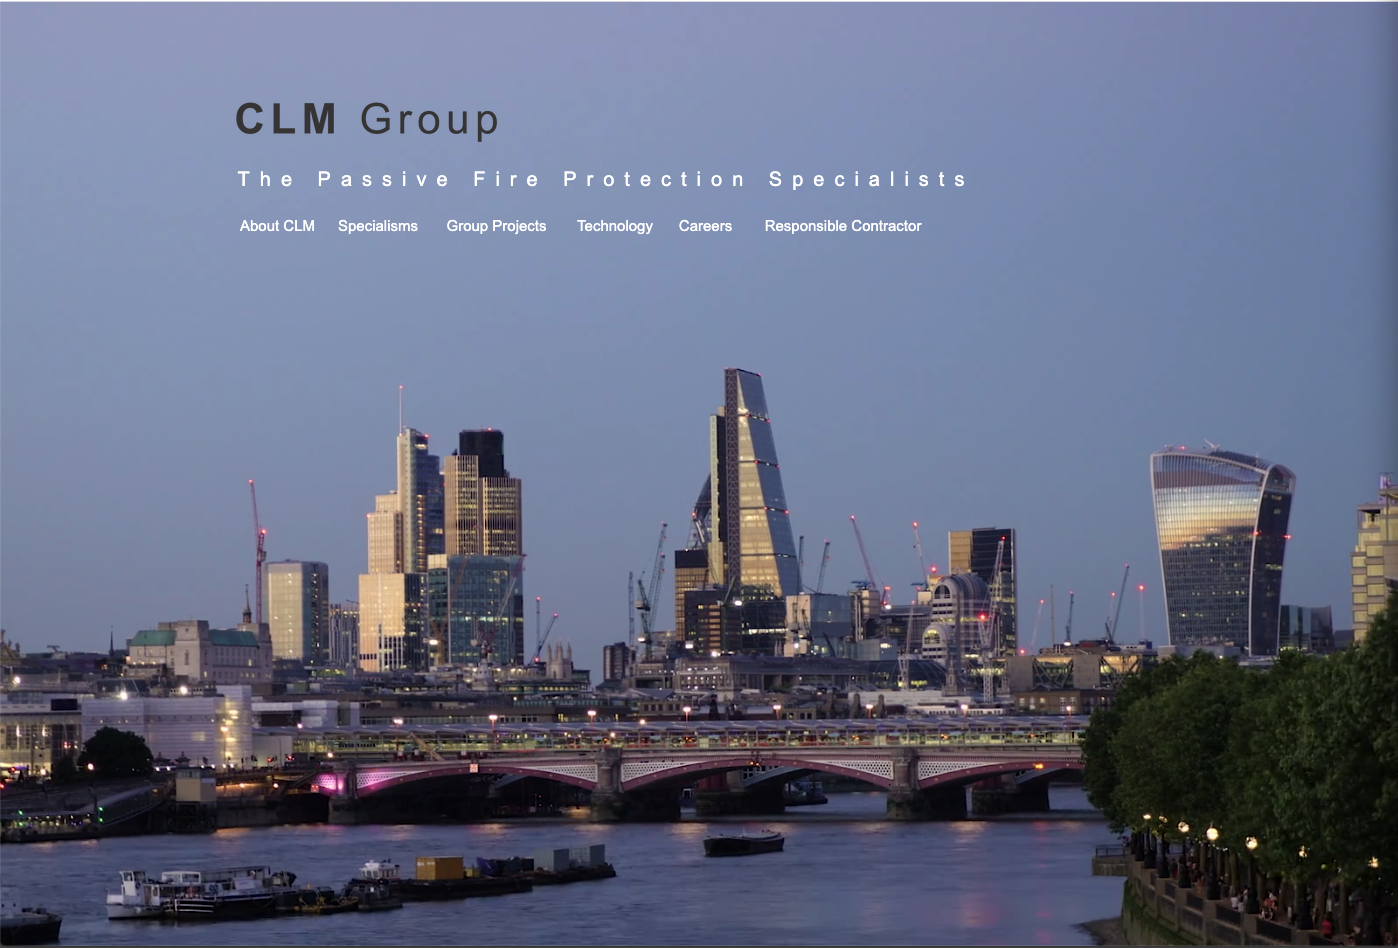 CLM Group
The Passive Fire Protection Specialists
About CLM Specialisms Group Projects Technology Careers Responsible Contractor